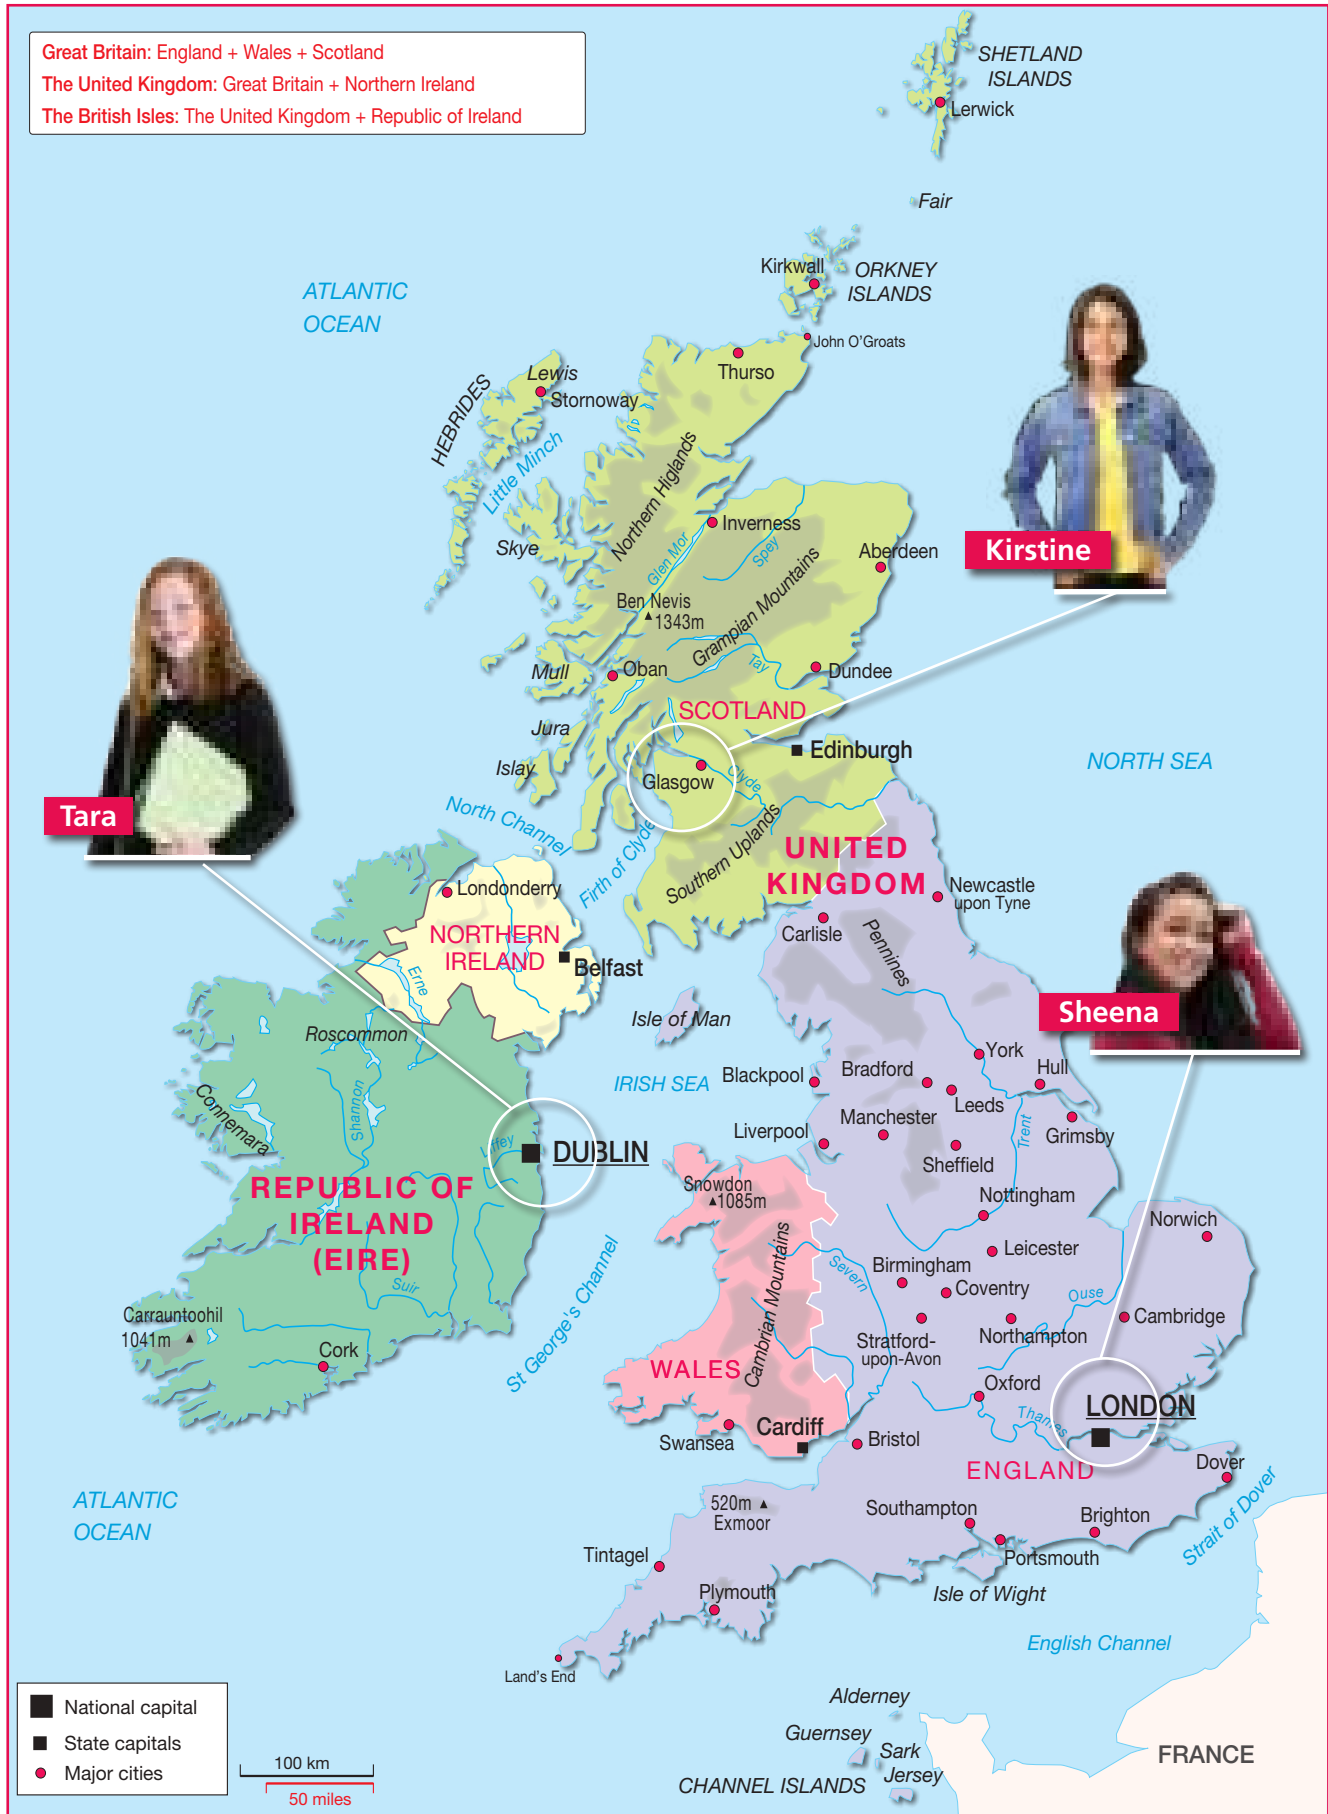 Great Britain: England + Wales + Scotland
The United Kingdom: Great Britain + Northern Ireland
The British Isles: The United Kingdom + Republic of Ireland
SHETLAND
ISLANDS
Lerwick
Fair
Kirkwall
ORKNEY
ISLANDS
ATLANTIC
OCEAN
John O'Groats
Thurso
Lewis
Stornoway
HEBRIDES
Little Minch
Northern Higlands
Skye
Inverness
Glen Mor
Spey
Aberdeen
Kirstine
Ben Nevis
1343m
Grampian Mountains
Mull
Oban
Tay
Dundee
SCOTLAND
Jura
Islay
Edinburgh
Glasgow
Clyde
NORTH SEA
Tara
North Channel
Firth of Clyde
Southern Uplands
UNITED
KINGDOM
Londonderry
NORTHERN
IRELAND
Belfast
Erne
Newcastle
upon Tyne
Carlisle
Pennines
Sheena
Isle of Man
Roscommon
Connemara
Shannon
IRISH SEA
Blackpool
Bradford
York
Leeds
Hull
Manchester
Liverpool
Trent
Grimsby
Sheffield
Liffey
DUBLIN
REPUBLIC OF
IRELAND
(EIRE)
Snowdon
1085m
Nottingham
Norwich
Leicester
Birmingham
Severn
Coventry
Ouse
Cambridge
Stratford-
upon-Avon
Northampton
Cambrian Mountains
WALES
St George's Channel
Suir
Carrauntoohil
1041m
Cork
Oxford
LONDON
Thames
Cardiff
Swansea
Bristol
ENGLAND
Dover
Strait of Dover
ATLANTIC
OCEAN
520m
Exmoor
Southampton
Brighton
Portsmouth
Isle of Wight
Tintagel
Plymouth
Land's End
English Channel
Alderney
Guernsey
Sark
Jersey
CHANNEL ISLANDS
FRANCE
National capital
State capitals
Major cities
100 km
50 miles